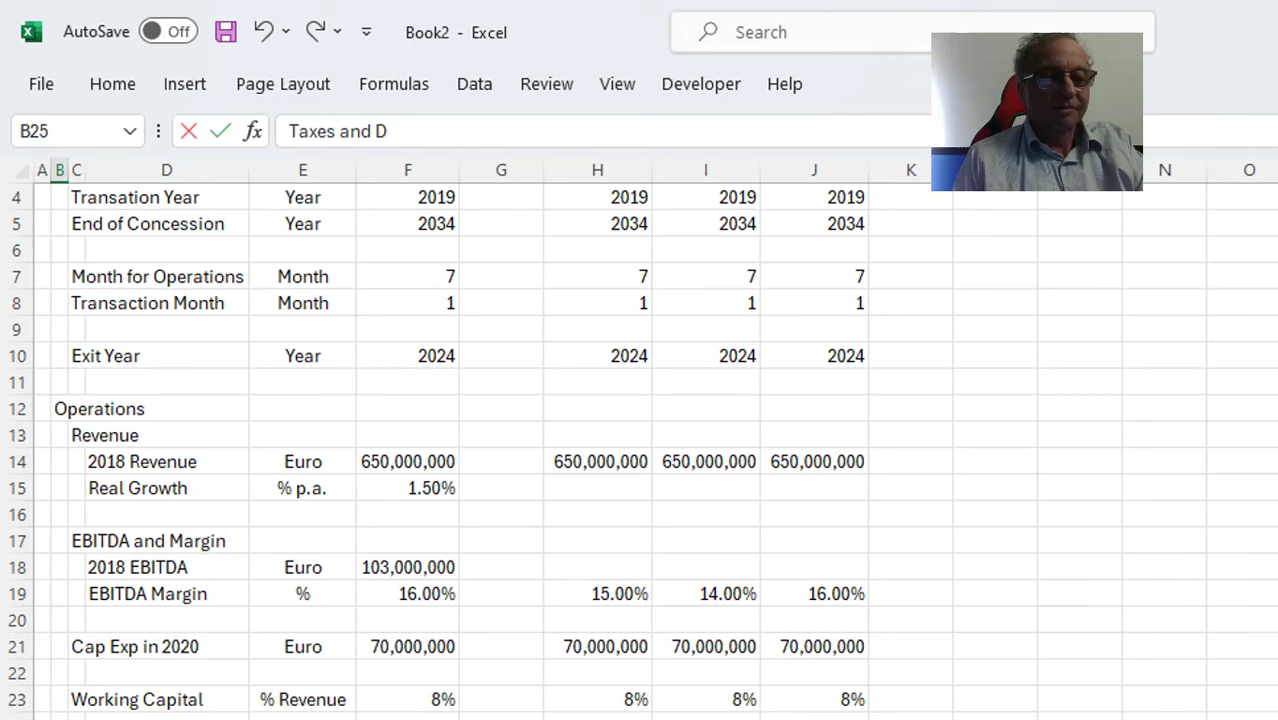 AutoSave Off Book2 - Excel Search
File Home Insert Page Layout Formulas Data Review View Developer Help
B25 fx Taxes and D
A B C D E F G H I J K N O
4 Transation Year Year 2019 2019 2019 2019
5 End of Concession Year 2034 2034 2034 2034
6
7 Month for Operations Month 7 7 7 7
8 Transaction Month Month 1 1 1 1
9
10 Exit Year Year 2024 2024 2024 2024
11
12 Operations
13 Revenue
14 2018 Revenue Euro 650,000,000 650,000,000 650,000,000 650,000,000
15 Real Growth % p.a. 1.50%
16
17 EBITDA and Margin
18 2018 EBITDA Euro 103,000,000
19 EBITDA Margin % 16.00% 15.00% 14.00% 16.00%
20
21 Cap Exp in 2020 Euro 70,000,000 70,000,000 70,000,000 70,000,000
22
23 Working Capital % Revenue 8% 8% 8% 8%